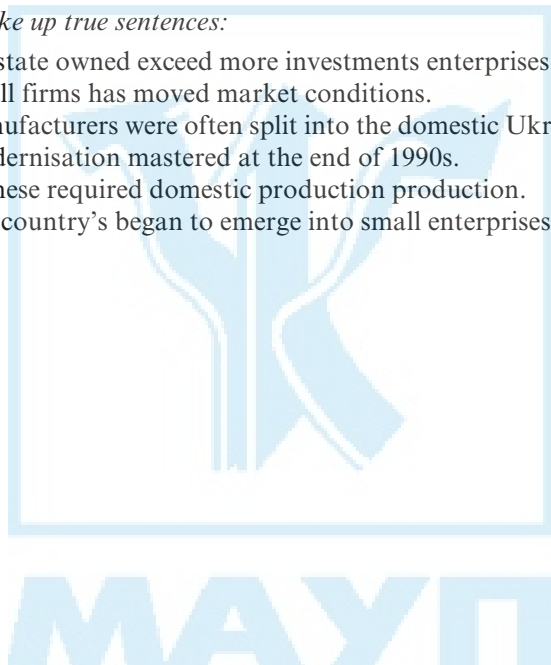 ke up true sentences:
state owned exceed more investments enterprises
ll firms has moved market conditions.
nufacturers were often split into the domestic Ukr
dernisation mastered at the end of 1990s.
nese required domestic production production.
country's began to emerge into small enterprises
МАУП